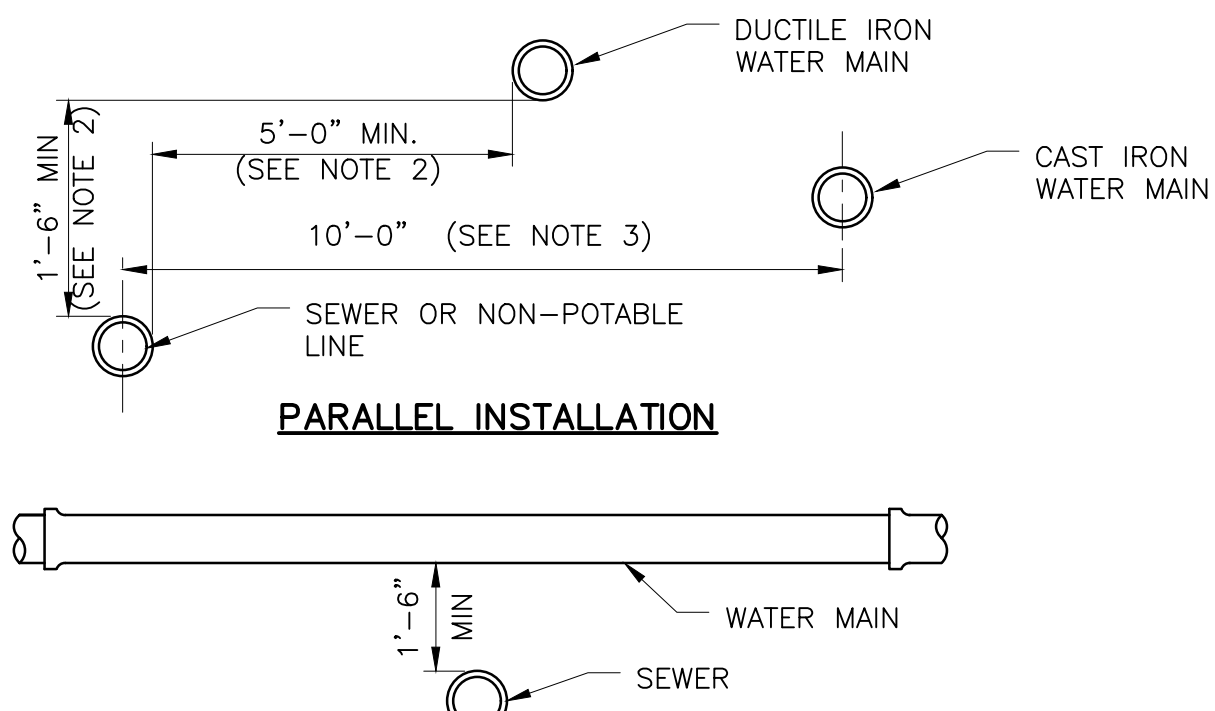 DUCTILE IRON
WATER MAIN
5'-0" MIN.
(SEE NOTE 2)
1'-6" MIN
(SEE NOTE 2)
CAST IRON
WATER MAIN
10'-0" (SEE NOTE 3)
SEWER OR NON-POTABLE
LINE
PARALLEL INSTALLATION
1'-6"
MIN
WATER MAIN
SEWER